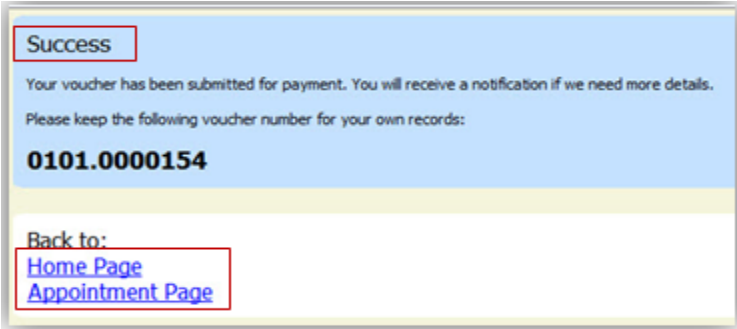 Success
Your voucher has been submitted for payment. You will receive a notification if we need more details.
Please keep the following voucher number for your own records:
0101.0000154
Back to:
Home Page
Appointment Page